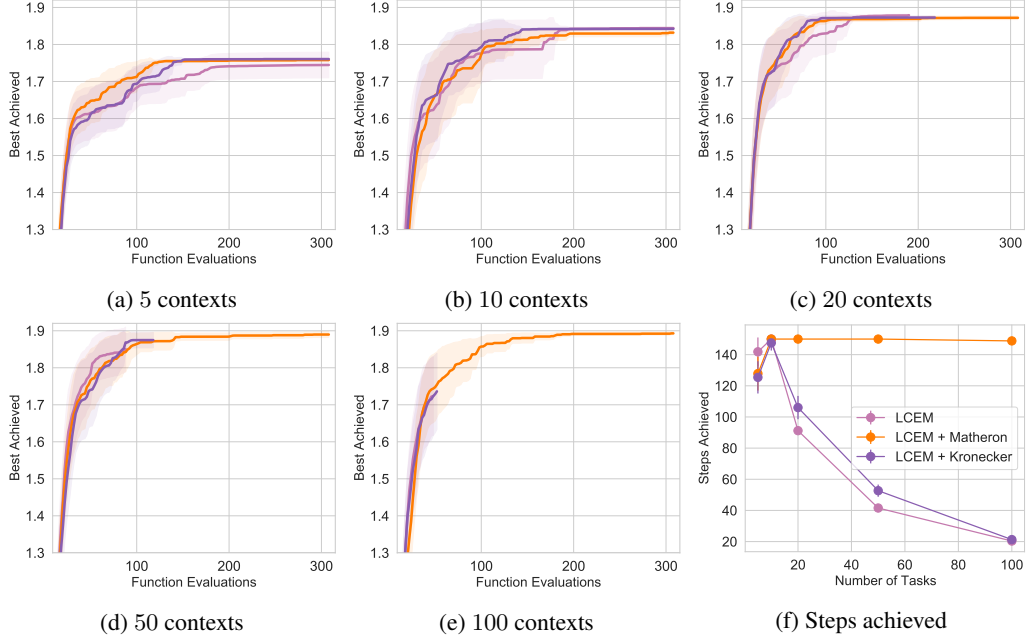 1.9
1.8
1.7
1.6
1.5
1.4
1.3
Best Achieved
100
200
300
Function Evaluations
(a) 5 contexts
1.9
1.8
1.7
1.6
1.5
1.4
1.3
Best Achieved
100
200
300
Function Evaluations
(b) 10 contexts
1.9
1.8
1.7
1.6
1.5
1.4
1.3
Best Achieved
100
200
300
Function Evaluations
(c) 20 contexts
1.9
1.8
1.7
1.6
1.5
1.4
1.3
Best Achieved
100
200
300
Function Evaluations
(d) 50 contexts
1.9
1.8
1.7
1.6
1.5
1.4
1.3
Best Achieved
100
200
300
Function Evaluations
(e) 100 contexts
140
120
100
80
60
40
20
Steps Achieved
LCEM
LCEM + Matheron
LCEM + Kronecker
20
40
60
80
100
Number of Tasks
(f) Steps achieved